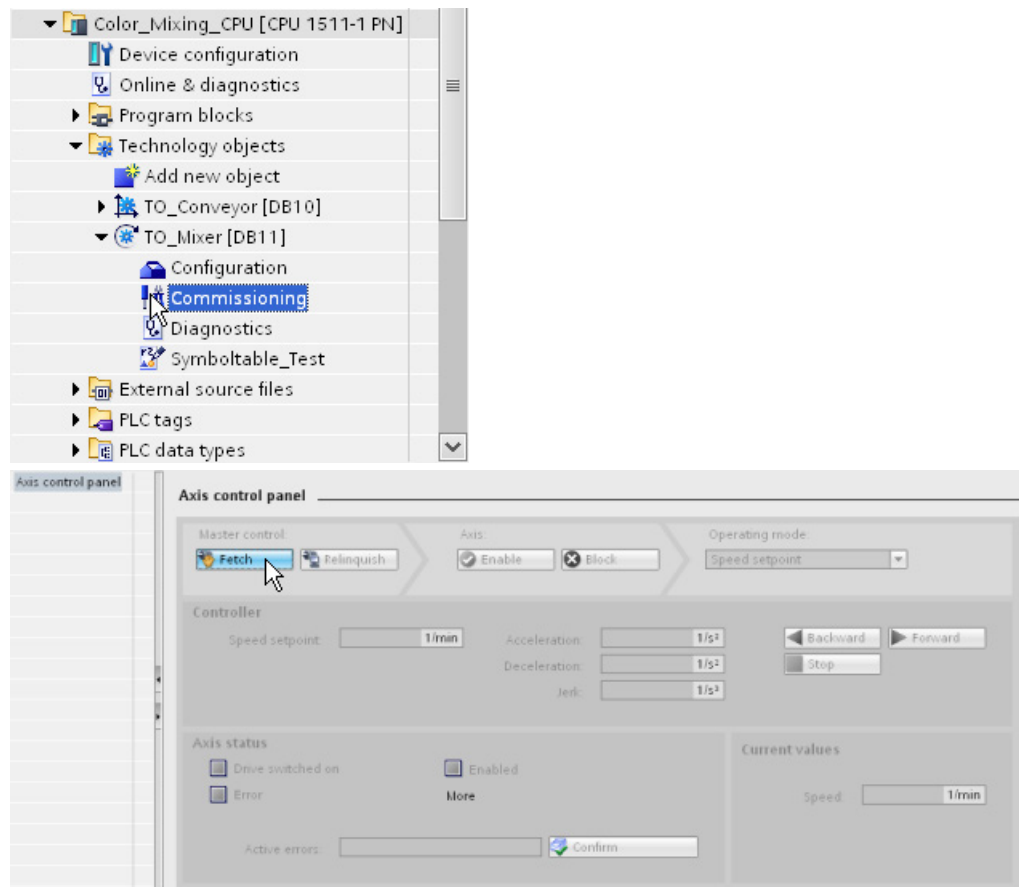 Color_Mixing_CPU [CPU 1511-1 PN]
Device configuration
Online & diagnostics
Program blocks
Technology objects
Add new object
TO_Conveyor [DB10]
TO_Mixer [DB11]
Configuration
Commissioning
Diagnostics
Symboltable_Test
External source files
PLC tags
PLC data types
Axis control panel
Axis control panel
Master control: Axis: Operating mode:
Fetch Relinquish Enable Block Speed setpoint
Controller
Speed setpoint: 1/min Acceleration: 1/s² Backward Forward
Deceleration: 1/s² Stop
Jerk: 1/s³
Axis status Current values
Drive switched on Enabled
Error More Speed: 1/min
Active errors: Confirm